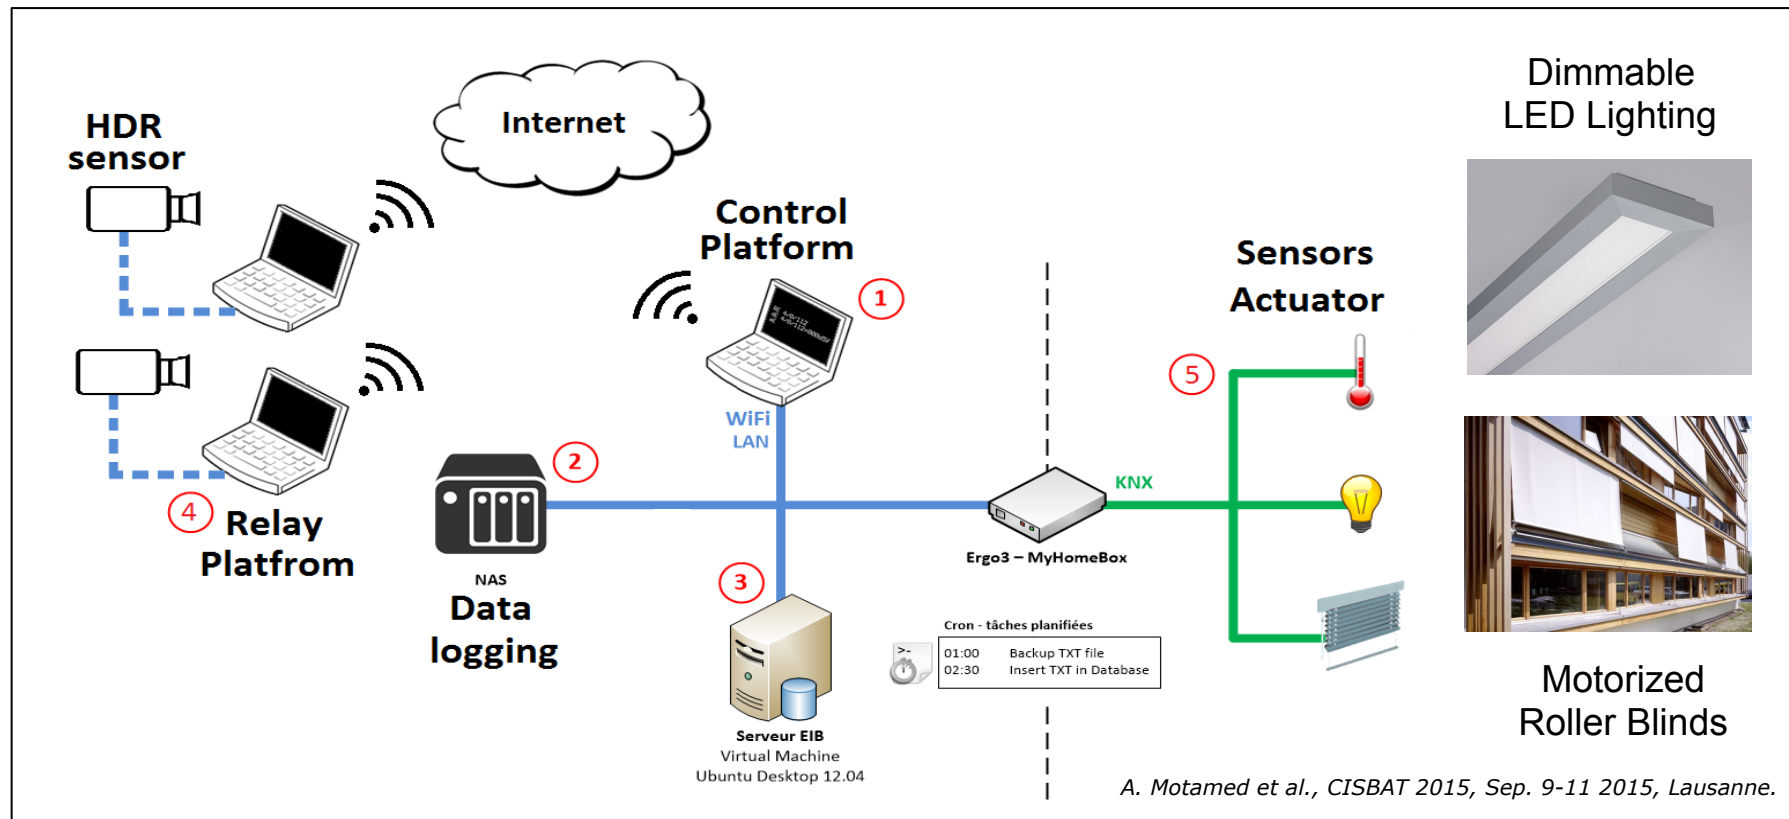 HDR
sensor
Internet
Control
Platform
1
A.A.E 4/0/112
WiFi
LAN
2
NAS
Data
logging
4
Relay
Platfrom
3
Serveur EIB
Virtual Machine
Ubuntu Desktop 12.04
Ergo3 – MyHomeBox
KNX
Cron - tâches planifiées
>-
01:00 Backup TXT file
02:30 Insert TXT in Database
Sensors
Actuator
5
Dimmable
LED Lighting
Motorized
Roller Blinds
A. Motamed et al., CISBAT 2015, Sep. 9-11 2015, Lausanne.